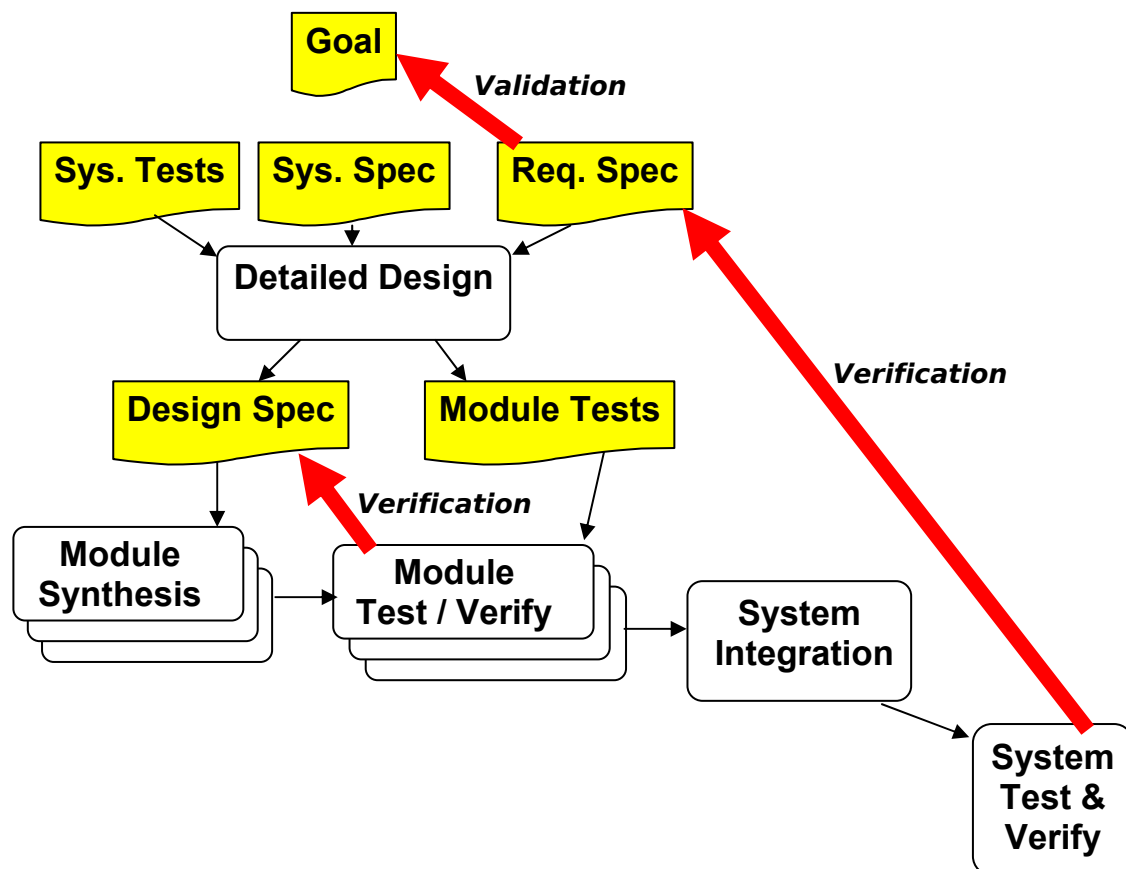 Goal
Validation
Sys. Tests
Sys. Spec
Req. Spec
Detailed Design
Verification
Design Spec
Module Tests
Verification
Module
Synthesis
Module
Test / Verify
System
Integration
System
Test &
Verify